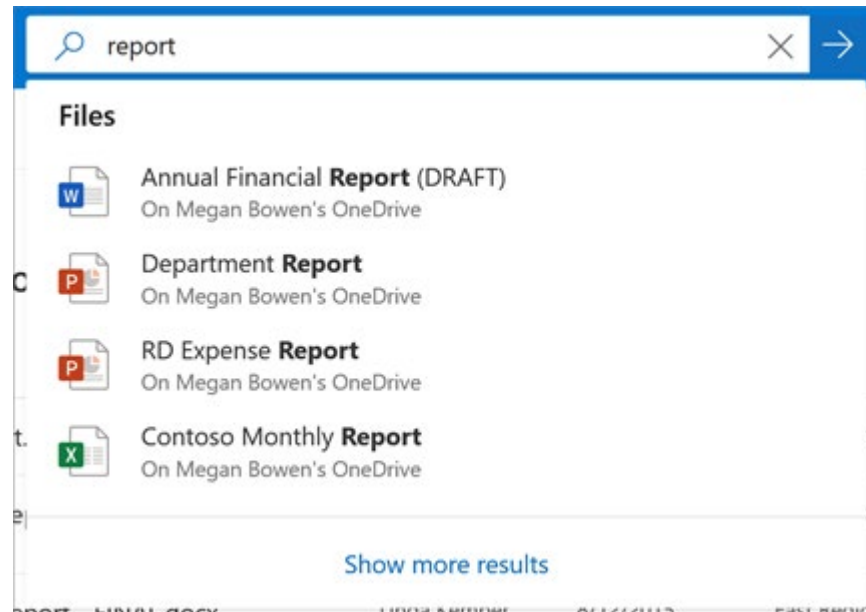 report
Files
Annual Financial Report (DRAFT)
On Megan Bowen's OneDrive
Department Report
On Megan Bowen's OneDrive
RD Expense Report
On Megan Bowen's OneDrive
Contoso Monthly Report
On Megan Bowen's OneDrive
Show more results